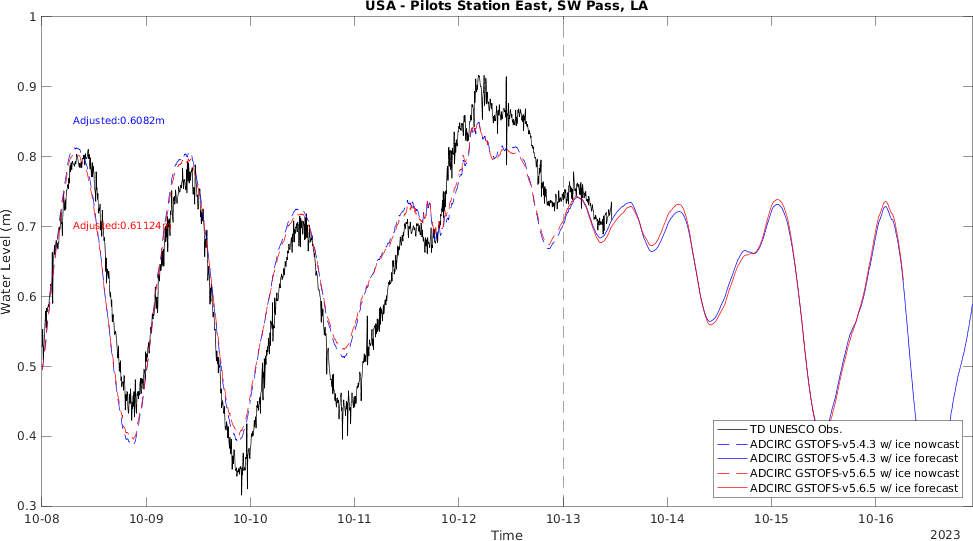 USA - Pilots Station East, SW Pass, LA
1
0.9
0.8
0.7
0.6
0.5
0.4
0.3
Water Level (m)
Adjusted:0.6082m
Adjusted:0.61124m
TD UNESCO Obs.
ADCIRC GSTOFS-v5.4.3 w/ ice nowcast
ADCIRC GSTOFS-v5.4.3 w/ ice forecast
ADCIRC GSTOFS-v5.6.5 w/ ice nowcast
ADCIRC GSTOFS-v5.6.5 w/ ice forecast
10-08 10-09 10-10 10-11 10-12 10-13 10-14 10-15 10-16
Time
2023